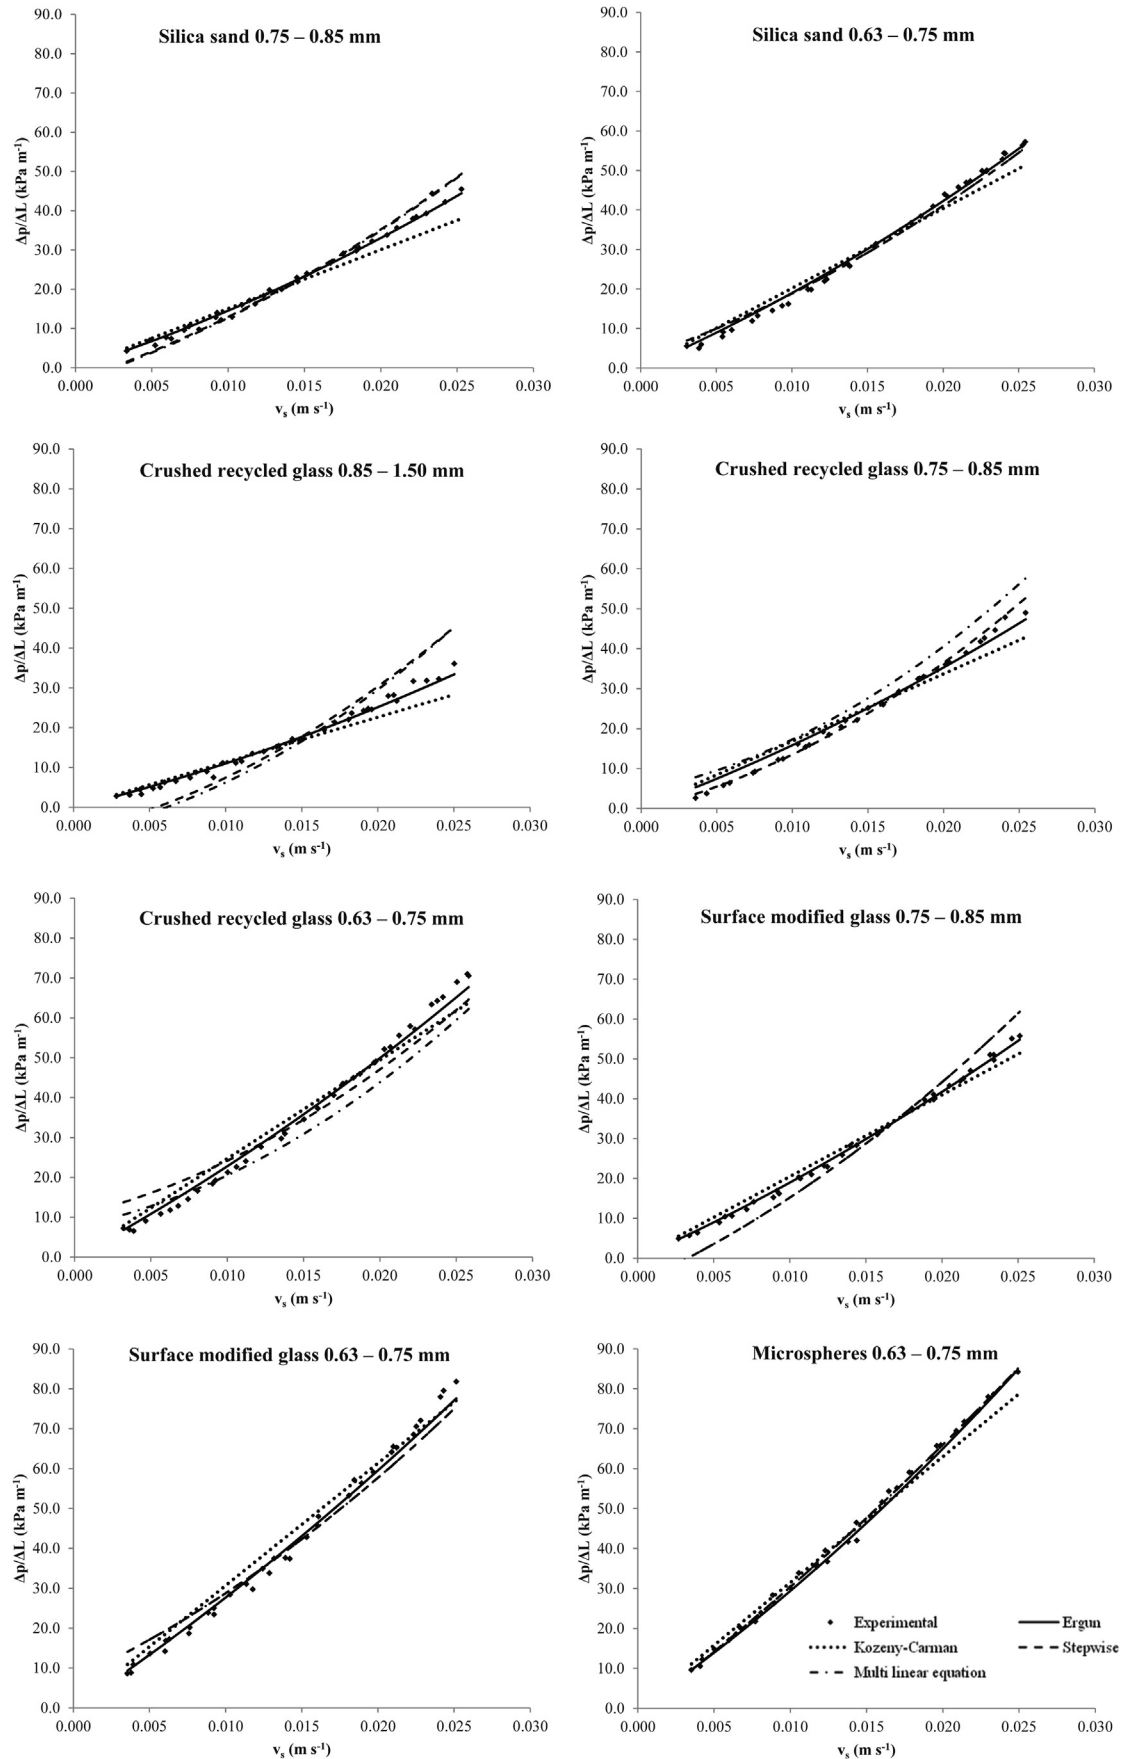 Silica sand 0.75 – 0.85 mm
90.0
80.0
70.0
60.0
50.0
40.0
30.0
20.0
10.0
0.0
Δp/ΔL (kPa m-1)
0.000 0.005 0.010 0.015 0.020 0.025 0.030
vs (m s-1)
Silica sand 0.63 – 0.75 mm
90.0
80.0
70.0
60.0
50.0
40.0
30.0
20.0
10.0
0.0
Δp/ΔL (kPa m-1)
0.000 0.005 0.010 0.015 0.020 0.025 0.030
vs (m s-1)
Crushed recycled glass 0.85 – 1.50 mm
90.0
80.0
70.0
60.0
50.0
40.0
30.0
20.0
10.0
0.0
Δp/ΔL (kPa m-1)
0.000 0.005 0.010 0.015 0.020 0.025 0.030
vs (m s-1)
Crushed recycled glass 0.75 – 0.85 mm
90.0
80.0
70.0
60.0
50.0
40.0
30.0
20.0
10.0
0.0
Δp/ΔL (kPa m-1)
0.000 0.005 0.010 0.015 0.020 0.025 0.030
vs (m s-1)
Crushed recycled glass 0.63 – 0.75 mm
90.0
80.0
70.0
60.0
50.0
40.0
30.0
20.0
10.0
0.0
Δp/ΔL (kPa m-1)
0.000 0.005 0.010 0.015 0.020 0.025 0.030
vs (m s-1)
Surface modified glass 0.75 – 0.85 mm
90.0
80.0
70.0
60.0
50.0
40.0
30.0
20.0
10.0
0.0
Δp/ΔL (kPa m-1)
0.000 0.005 0.010 0.015 0.020 0.025 0.030
vs (m s-1)
Surface modified glass 0.63 – 0.75 mm
90.0
80.0
70.0
60.0
50.0
40.0
30.0
20.0
10.0
0.0
Δp/ΔL (kPa m-1)
0.000 0.005 0.010 0.015 0.020 0.025 0.030
vs (m s-1)
Microspheres 0.63 – 0.75 mm
90.0
80.0
70.0
60.0
50.0
40.0
30.0
20.0
10.0
0.0
Δp/ΔL (kPa m-1)
0.000 0.005 0.010 0.015 0.020 0.025 0.030
vs (m s-1)
Experimental Ergun
Kozeny-Carman Stepwise
Multi linear equation